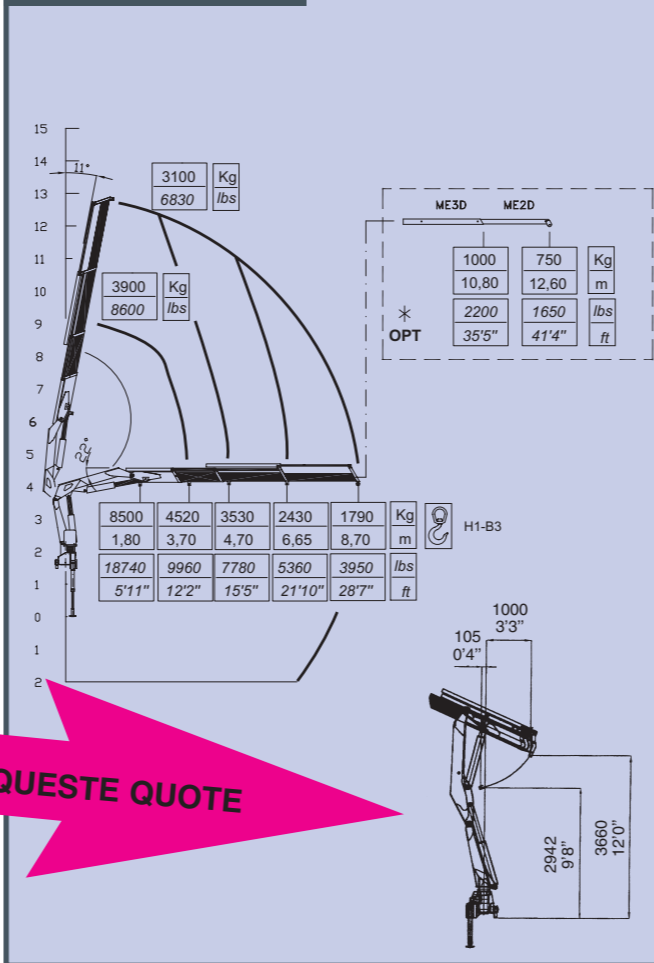 15
14
13
12
11
10
9
8
7
6
5
4
3
2
1
0
1
2
11°
22°
3100 Kg
6830 lbs
3900 Kg
8600 lbs
ME3D ME2D
1000 750 Kg
10,80 12,60 m
2200 1650 lbs
35'5" 41'4" ft
* OPT
8500 4520 3530 2430 1790 Kg
1,80 3,70 4,70 6,65 8,70 m
18740 9960 7780 5360 3950 lbs
5'11" 12'2" 15'5" 21'10" 28'7" ft
H1-B3
1000
3'3"
105
0'4"
2942
9'8"
3660
12'0"
QUESTE QUOTE